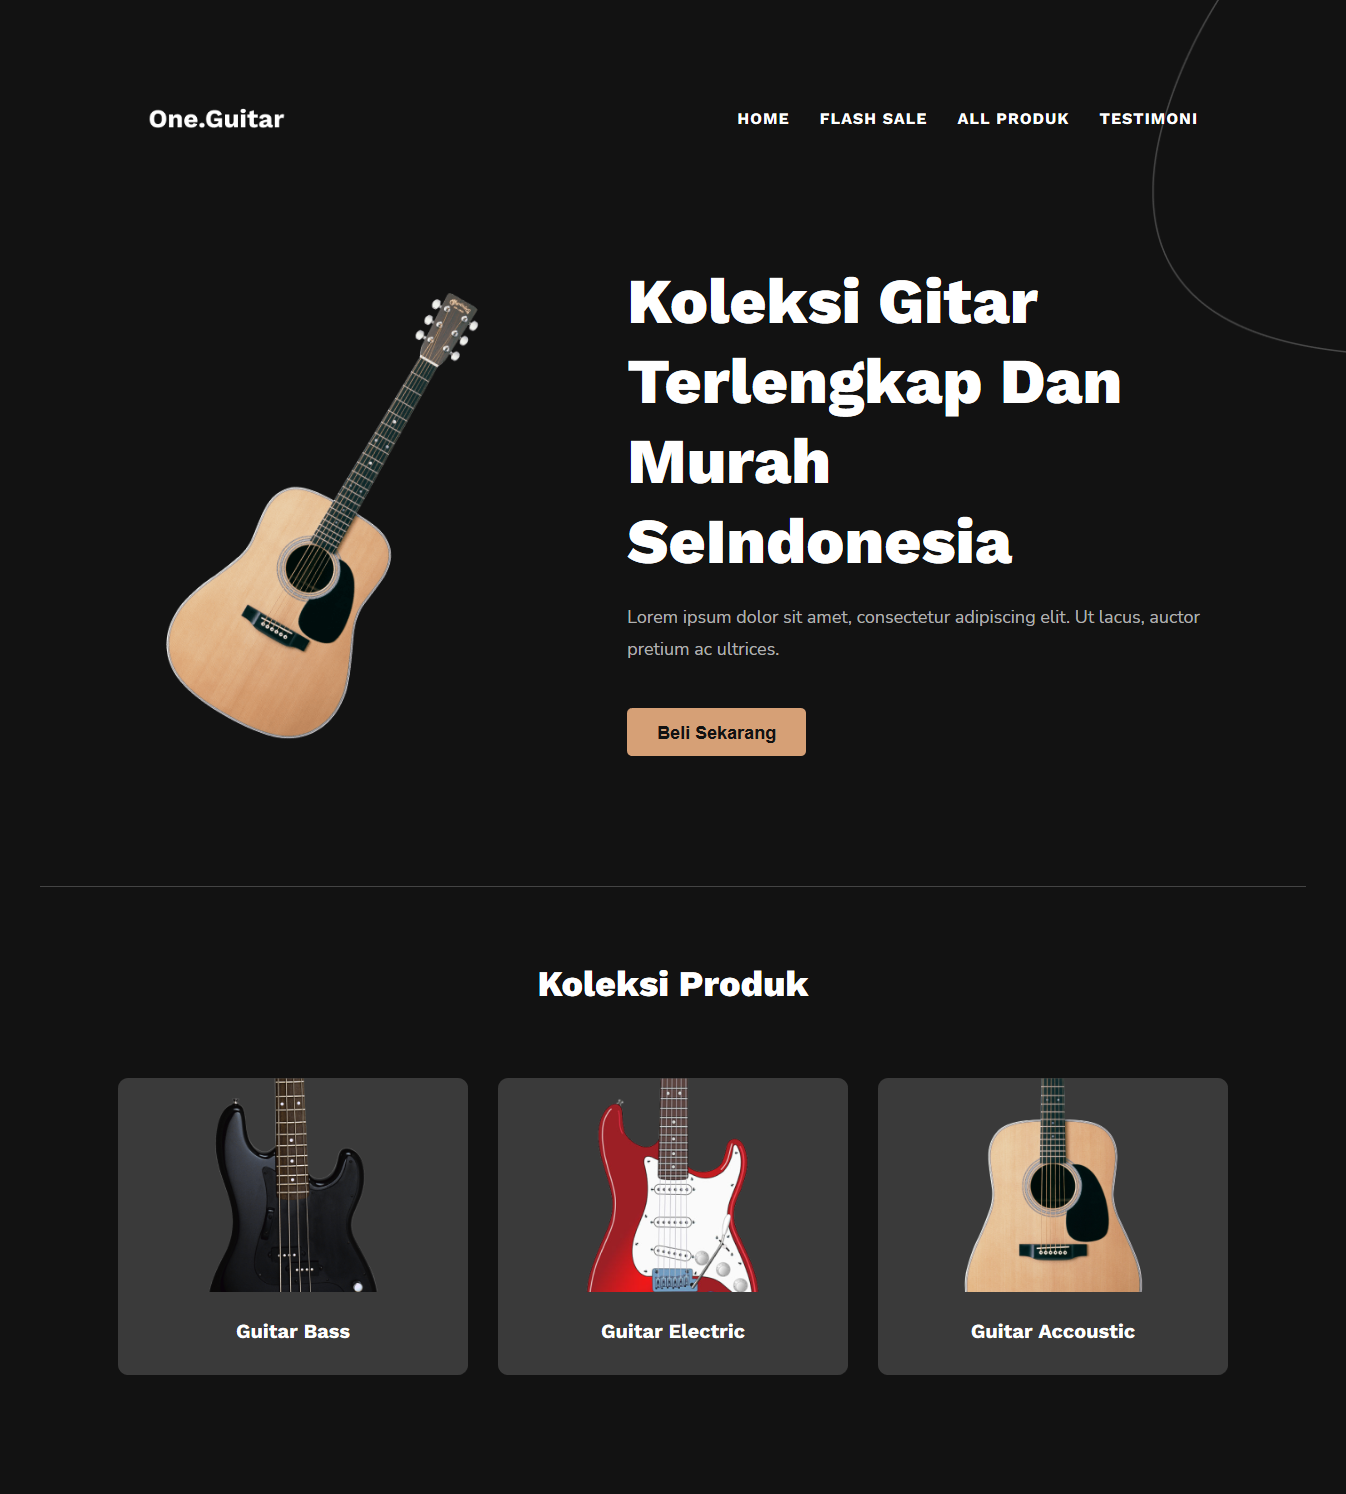 One.Guitar
HOME FLASH SALE ALL PRODUK TESTIMONI
Koleksi Gitar
Terlengkap Dan
Murah
SeIndonesia
Lorem ipsum dolor sit amet, consectetur adipiscing elit. Ut lacus, auctor
pretium ac ultrices.
Beli Sekarang
Koleksi Produk
Guitar Bass
Guitar Electric
Guitar Accoustic